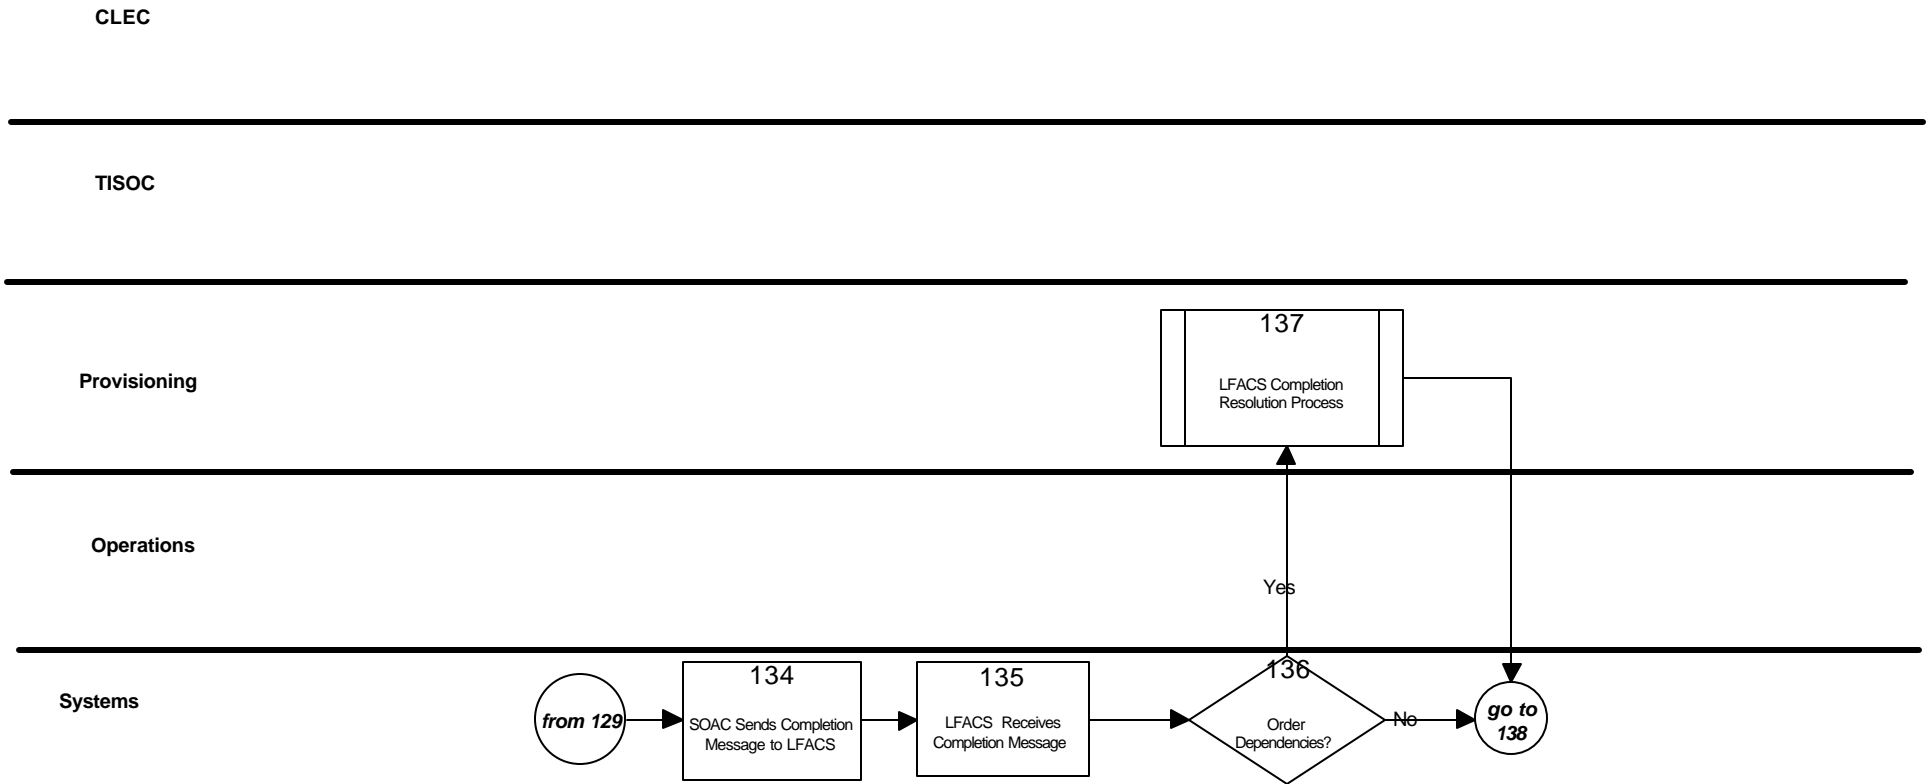 CLEC
TISOC
137
LFACS Completion
Resolution Process
Provisioning
Operations
Yes
Systems
from 129
134
SOAC Sends Completion
Message to LFACS
135
LFACS Receives
Completion Message
136
Order
Dependencies?
No
go to
138